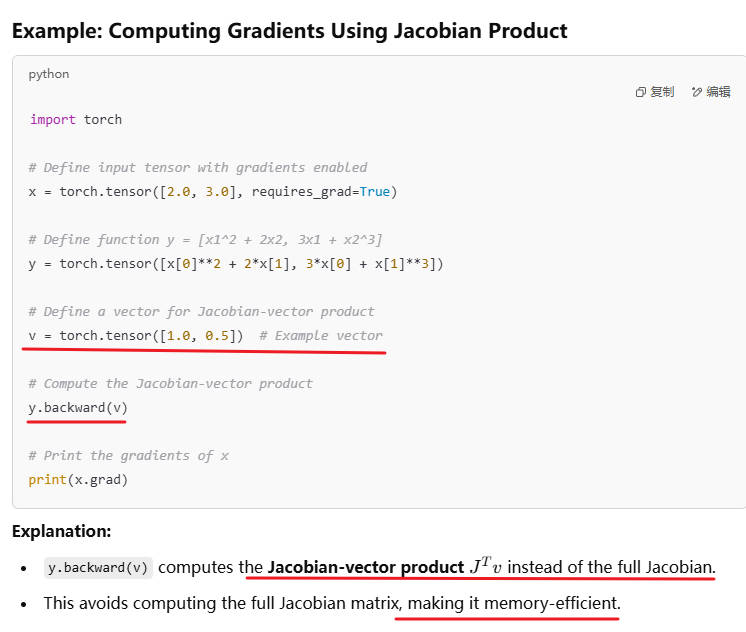 Example: Computing Gradients Using Jacobian Product
python
复制 编辑
import torch
# Define input tensor with gradients enabled
x = torch.tensor([2.0, 3.0], requires_grad=True)
# Define function y = [x1^2 + 2x2, 3x1 + x2^3]
y = torch.tensor([x[0]**2 + 2*x[1], 3*x[0] + x[1]**3])
# Define a vector for Jacobian-vector product
v = torch.tensor([1.0, 0.5])  # Example vector
# Compute the Jacobian-vector product
y.backward(v)
# Print the gradients of x
print(x.grad)
Explanation:
• y.backward(v) computes the Jacobian-vector product J^T v instead of the full Jacobian.
• This avoids computing the full Jacobian matrix, making it memory-efficient.